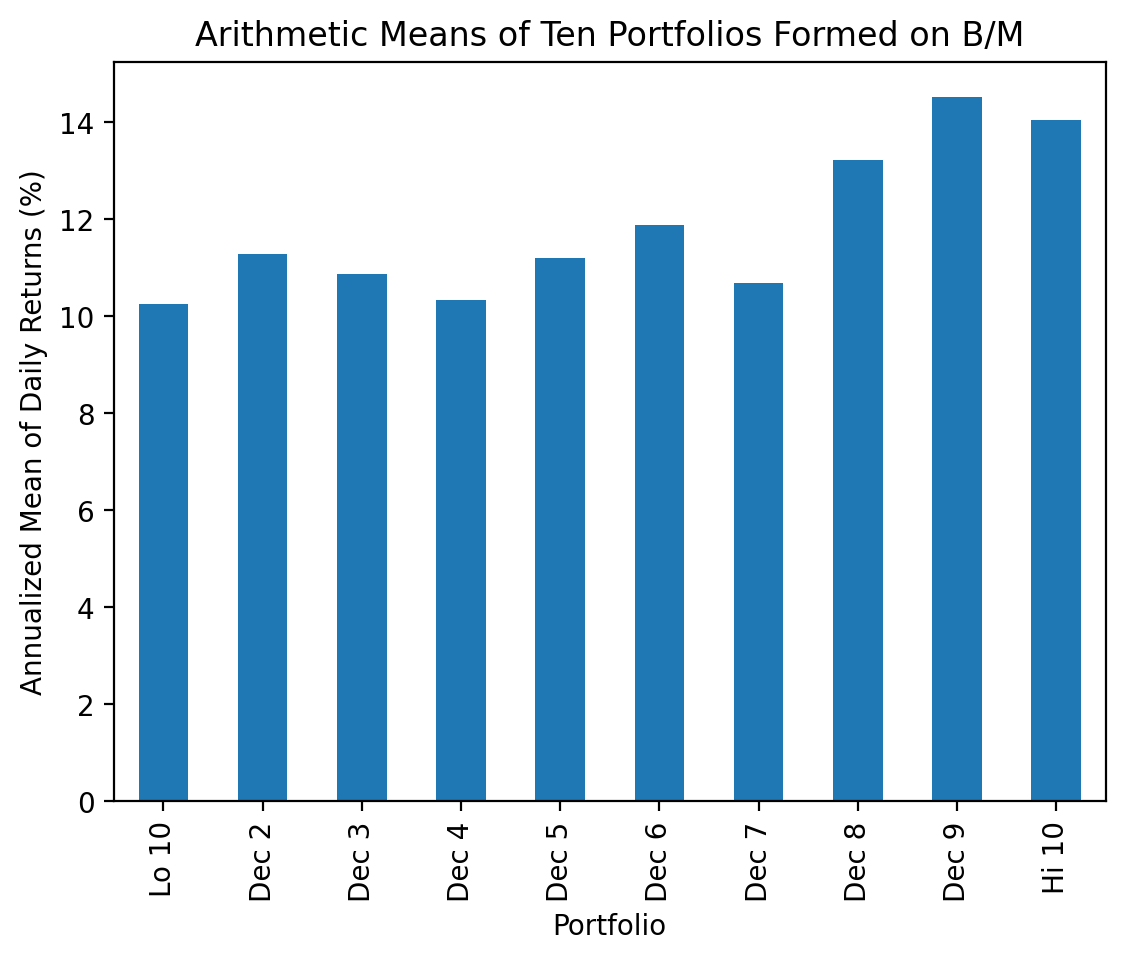 Arithmetic Means of Ten Portfolios Formed on B/M
Annualized Mean of Daily Returns (%)
14
12
10
8
6
4
2
0
Lo 10
Dec 2
Dec 3
Dec 4
Dec 5
Dec 6
Dec 7
Dec 8
Dec 9
Hi 10
Portfolio